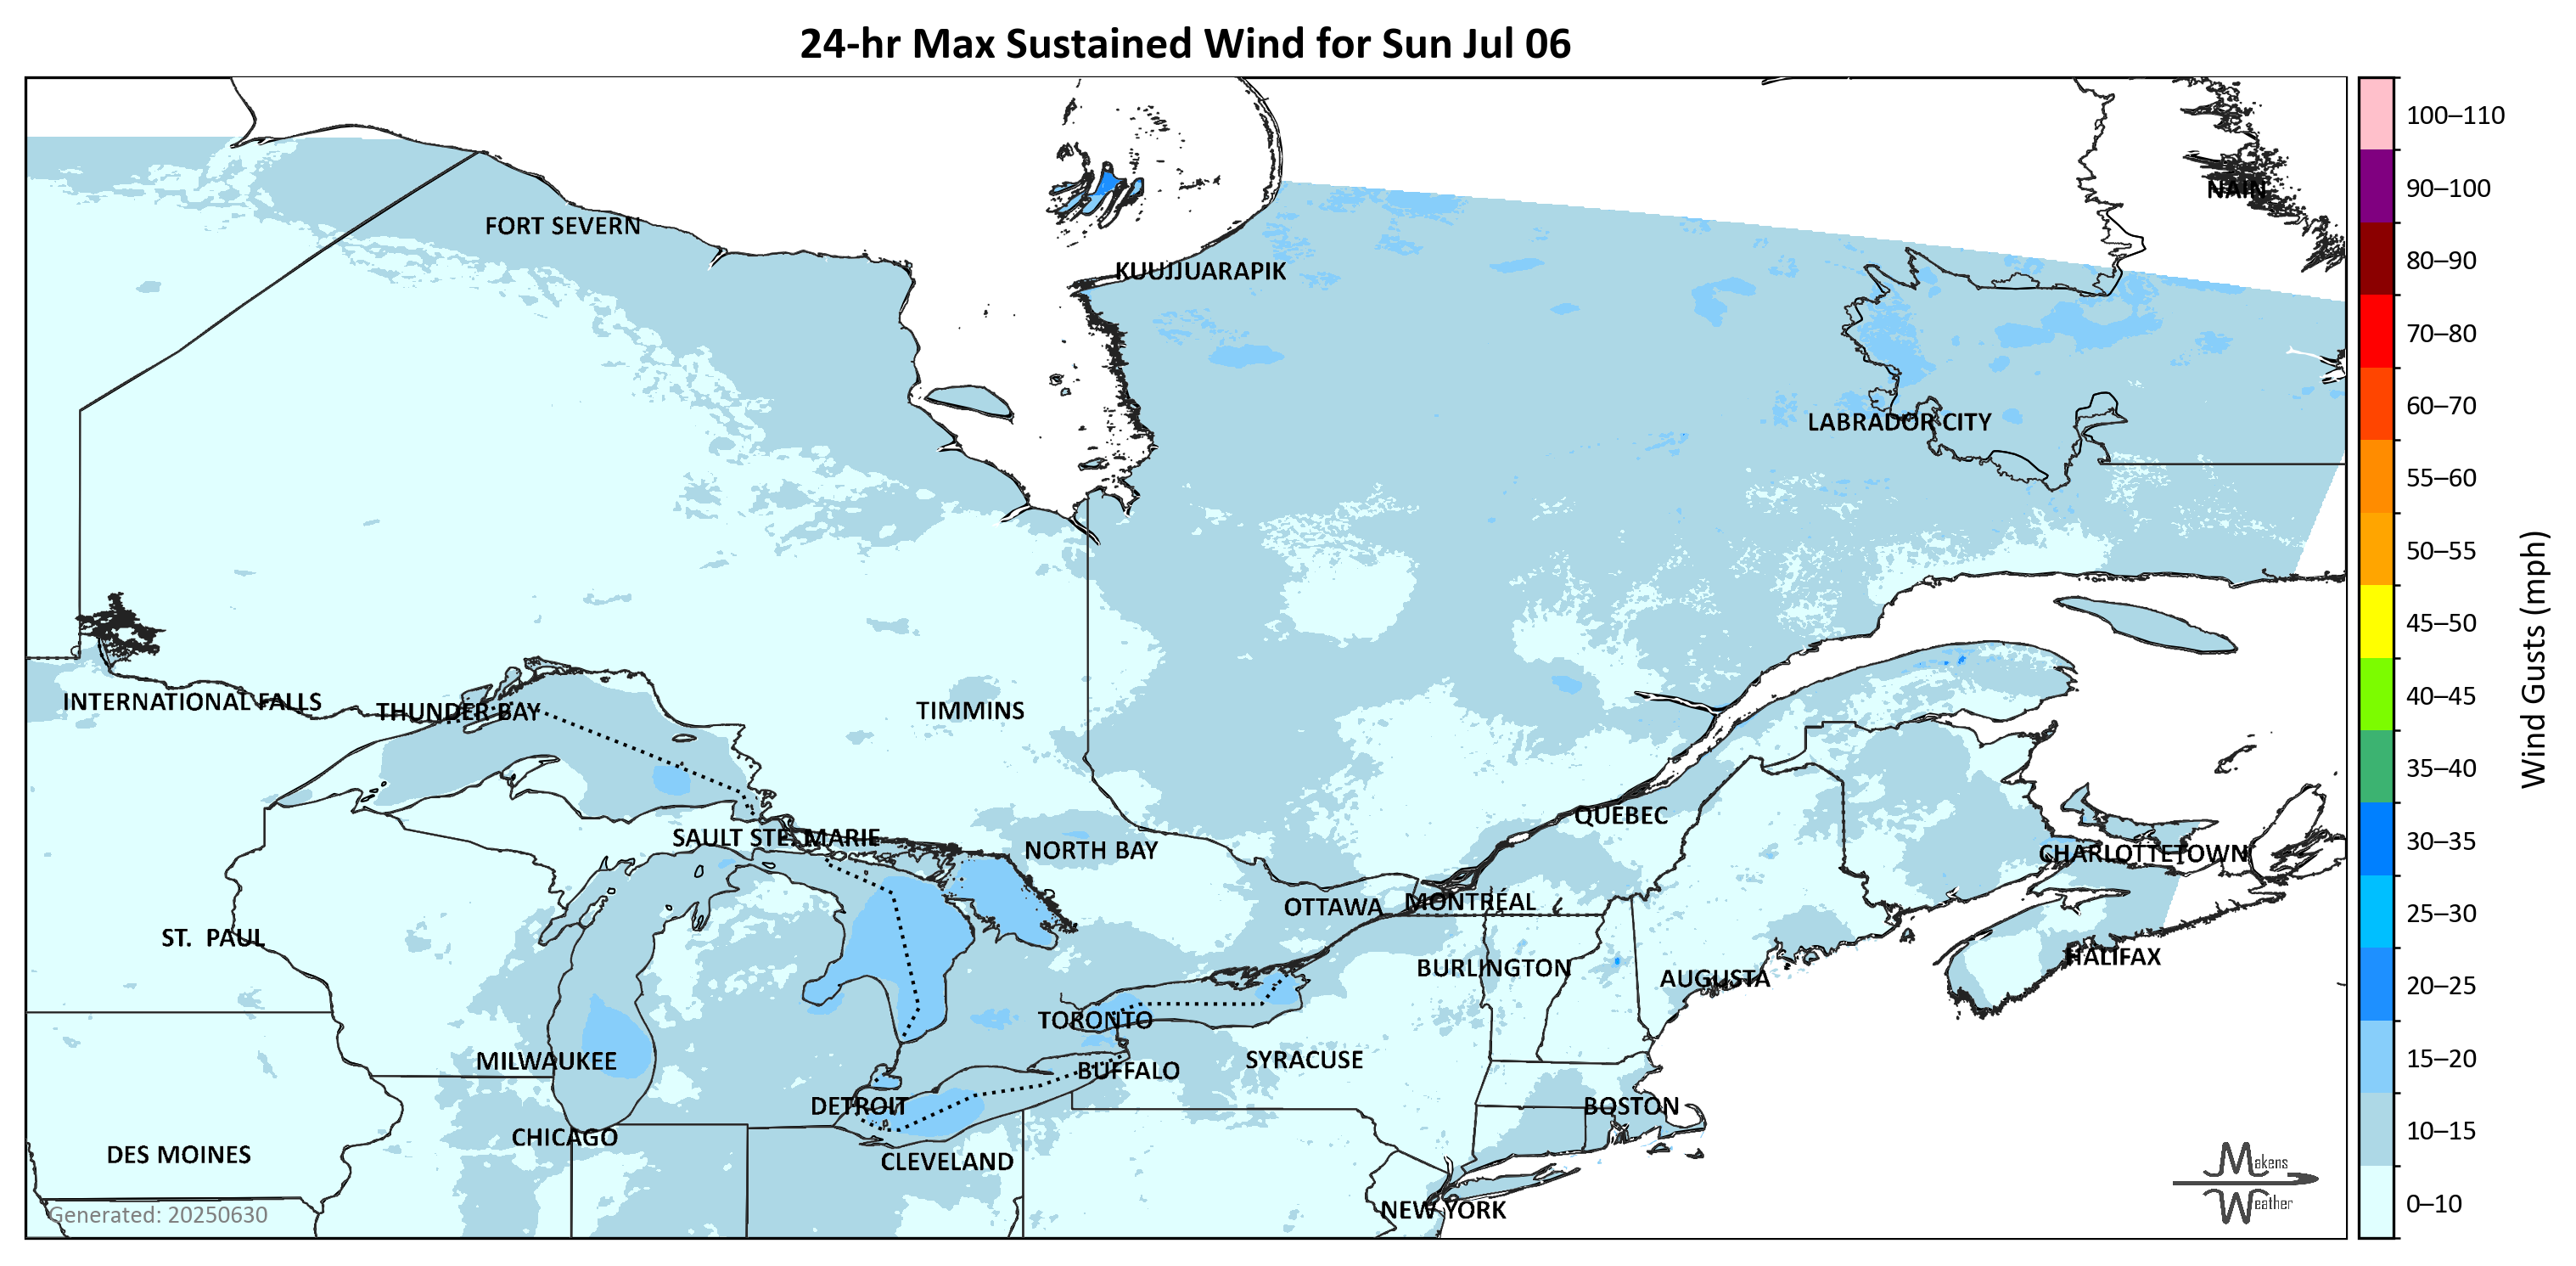 24-hr Max Sustained Wind for Sun Jul 06
100–110
NAIN
90–100
FORT SEVERN
80–90
KUUJJUARAPIK
70–80
60–70
LABRADOR CITY
55–60
50–55
45–50
Wind Gusts (mph)
40–45
INTERNATIONAL FALLS
THUNDER BAY
TIMMINS
35–40
QUEBEC
30–35
SAULT STE. MARIE
NORTH BAY
CHARLOTTETOWN
OTTAWA
MONTRÉAL
25–30
ST. PAUL
HALIFAX
BURLINGTON
AUGUSTA
20–25
TORONTO
MILWAUKEE
SYRACUSE
15–20
BUFFALO
DETROIT
BOSTON
CHICAGO
10–15
DES MOINES
CLEVELAND
Makens
Weather
NEW YORK
0–10
Generated: 20250630